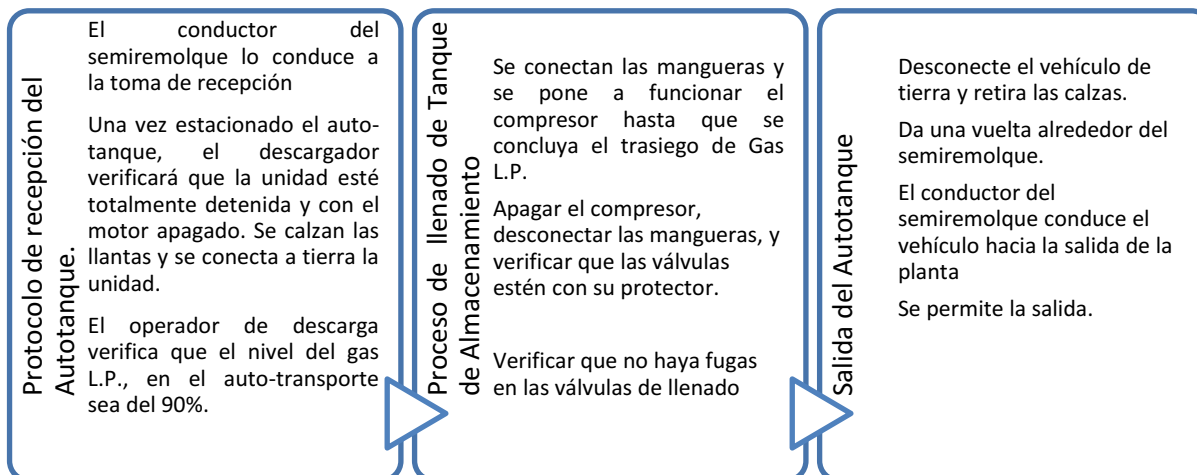 Protocolo de recepción del
Autotanque.
El conductor del
semiremolque lo conduce a
la toma de recepción
Una vez estacionado el auto-
tanque, el descargador
verificará que la unidad esté
totalmente detenida y con el
motor apagado. Se calzan las
llantas y se conecta a tierra la
unidad.
El operador de descarga
verifica que el nivel del gas
L.P., en el auto-transporte
sea del 90%.
Proceso de llenado de Tanque
de Almacenamiento
Se conectan las mangueras y
se pone a funcionar el
compresor hasta que se
concluya el trasiego de Gas
L.P.
Apagar el compresor,
desconectar las mangueras, y
verificar que las válvulas
estén con su protector.
Verificar que no haya fugas
en las válvulas de llenado
Salida del Autotanque
Desconecte el vehículo de
tierra y retira las calzas.
Da una vuelta alrededor del
semiremolque.
El conductor del
semiremolque conduce el
vehículo hacia la salida de la
planta
Se permite la salida.